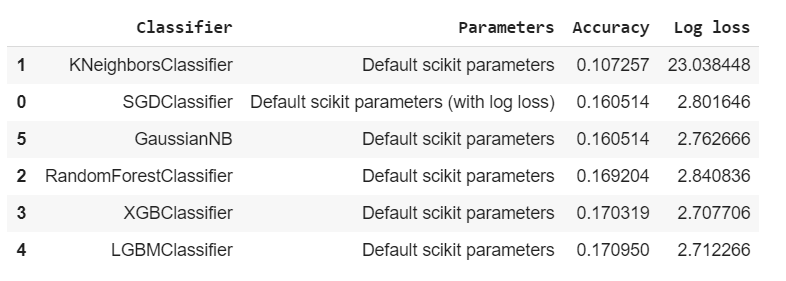 Classifier Parameters Accuracy Log loss
1 KNeighborsClassifier Default scikit parameters 0.107257 23.038448
0 SGDClassifier Default scikit parameters (with log loss) 0.160514 2.801646
5 GaussianNB Default scikit parameters 0.160514 2.762666
2 RandomForestClassifier Default scikit parameters 0.169204 2.840836
3 XGBClassifier Default scikit parameters 0.170319 2.707706
4 LGBMClassifier Default scikit parameters 0.170950 2.712266